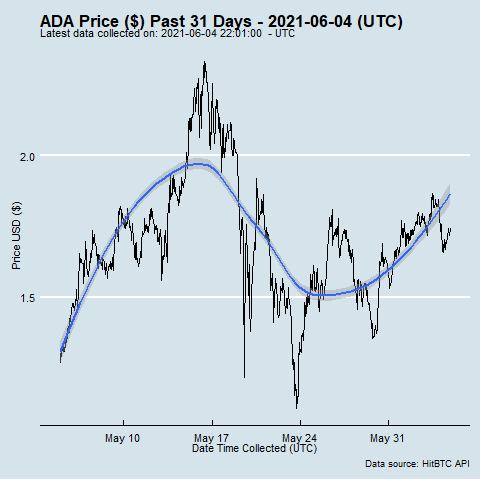 ADA Price ($) Past 31 Days - 2021-06-04 (UTC)
Latest data collected on: 2021-06-04 22:01:00 - UTC
Price USD ($)
2.0
1.5
May 10 May 17 May 24 May 31
Date Time Collected (UTC)
Data source: HitBTC API